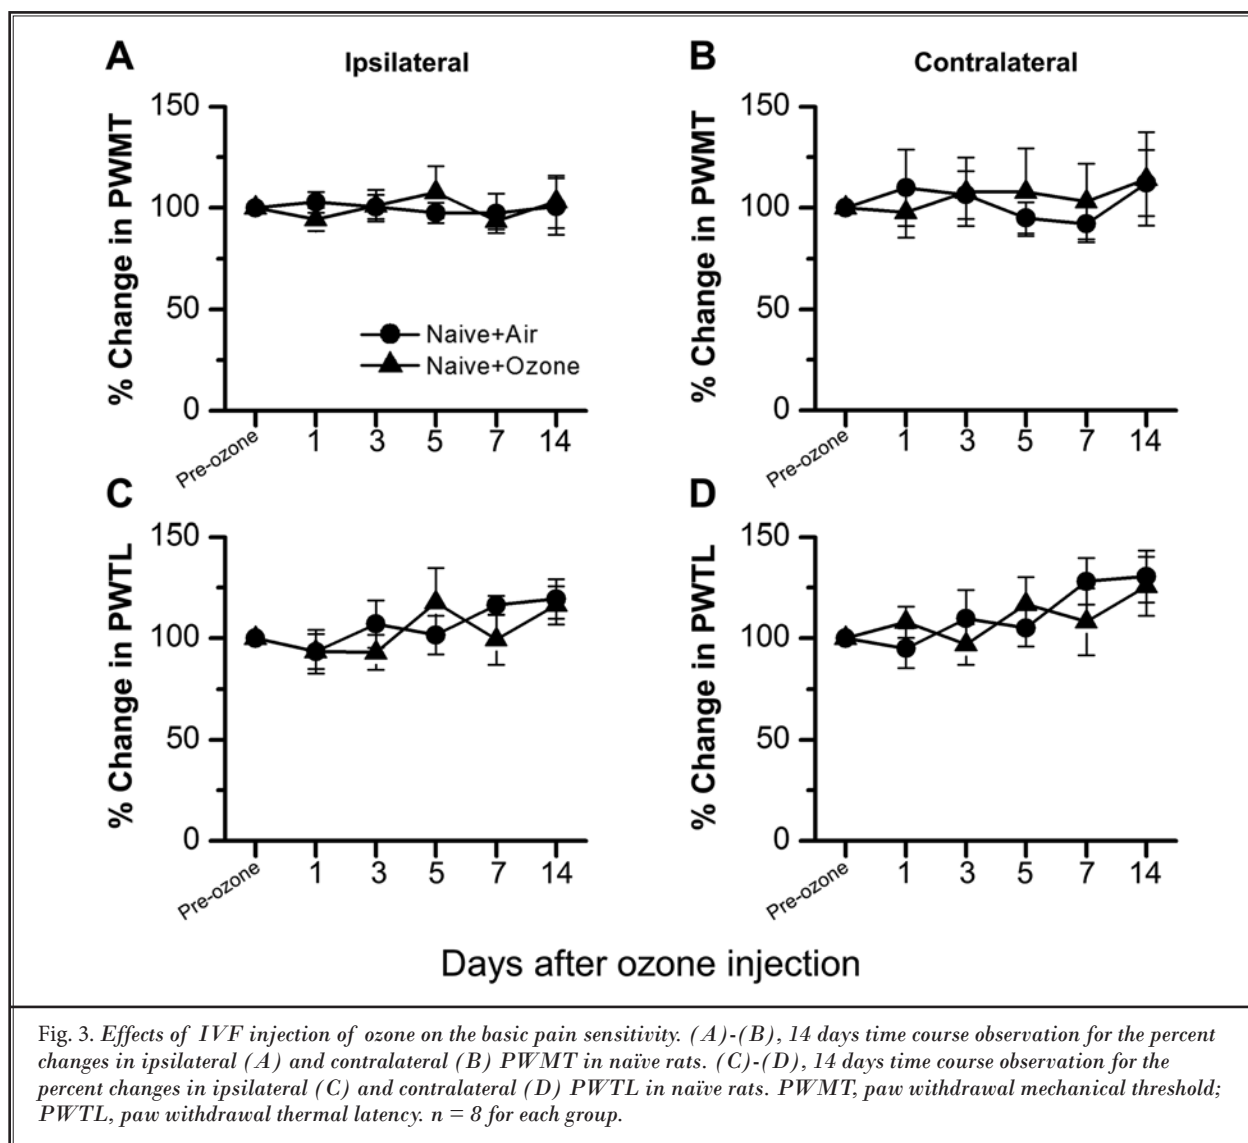 A
Ipsilateral
B
Contralateral
% Change in PWMT
150
100
50
0
Naive+Air
Naive+Ozone
Pre-ozone 1 3 5 7 14
% Change in PWMT
150
100
50
0
Pre-ozone 1 3 5 7 14
C
% Change in PWTL
150
100
50
0
Pre-ozone 1 3 5 7 14
D
% Change in PWTL
150
100
50
0
Pre-ozone 1 3 5 7 14
Days after ozone injection
Fig. 3. Effects of IVF injection of ozone on the basic pain sensitivity. (A)-(B), 14 days time course observation for the percent
changes in ipsilateral (A) and contralateral (B) PWMT in naïve rats. (C)-(D), 14 days time course observation for the
percent changes in ipsilateral (C) and contralateral (D) PWTL in naïve rats. PWMT, paw withdrawal mechanical threshold;
PWTL, paw withdrawal thermal latency. n = 8 for each group.